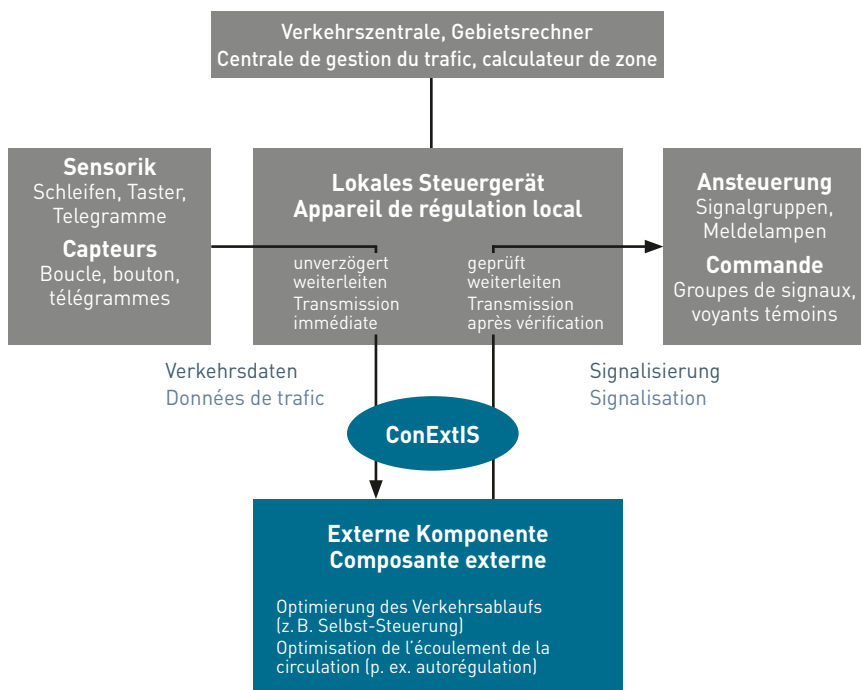 Verkehrszentrale, Gebietsrechner
Centrale de gestion du trafic, calculateur de zone
Sensorik
Schleifen, Taster,
Telegramme
Capteurs
Boucle, bouton,
télégrammes
Lokales Steuergerät
Appareil de régulation local
unverzögert
weiterleiten
Transmission
immédiate
geprüft
weiterleiten
Transmission
après vérification
Ansteuerung
Signalgruppen,
Meldelampen
Commande
Groupes de signaux,
voyants témoins
Verkehrsdaten
Données de trafic
Signalisierung
Signalisation
ConExtIS
Externe Komponente
Composante externe
Optimierung des Verkehrsablaufs
(z. B. Selbst-Steuerung)
Optimisation de l'écoulement de la
circulation (p. ex. autorégulation)